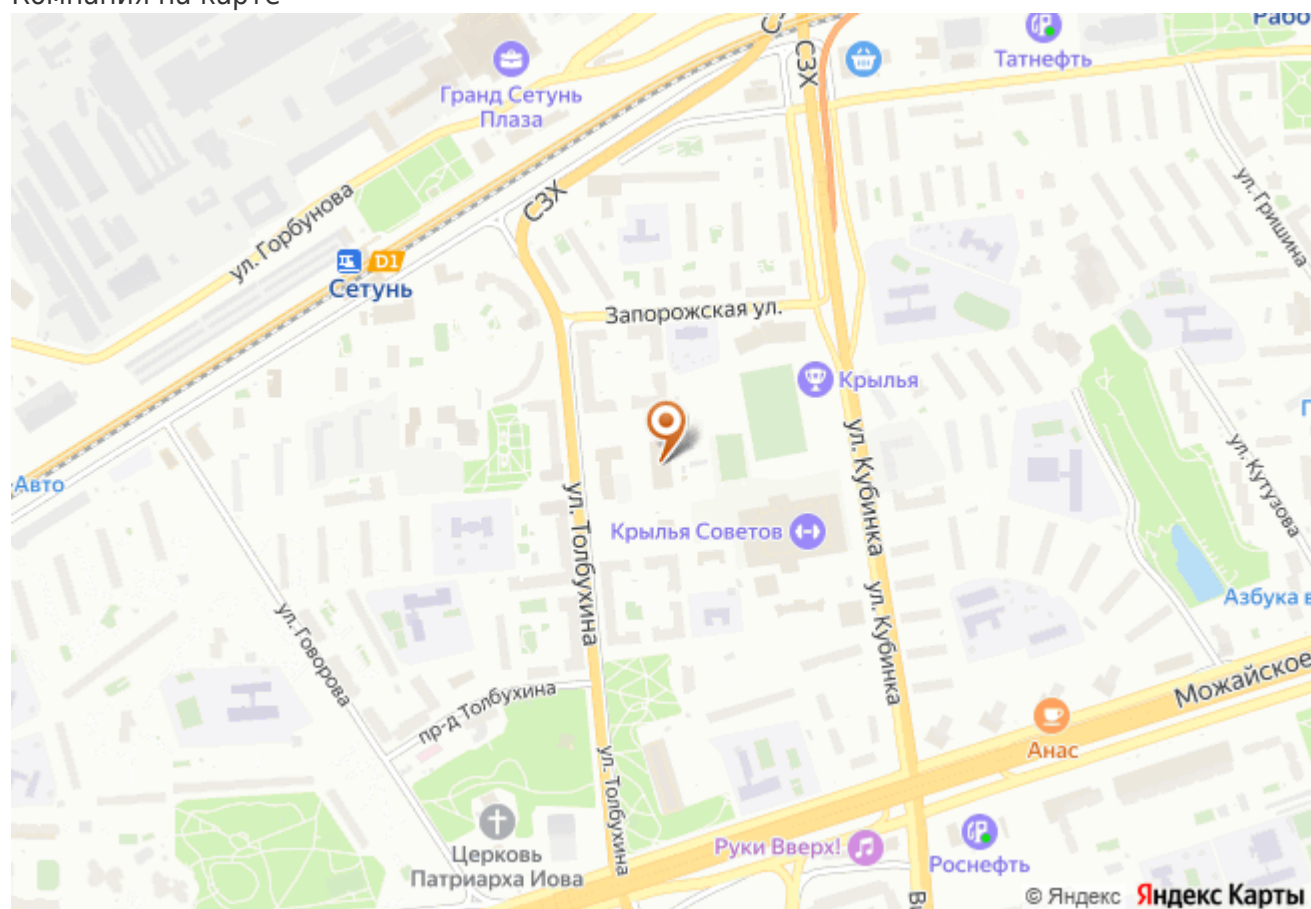 Компания на карте
СЗХ
Рабо
Татнефть
Гранд Сетунь
Плаза
СЗХ
ул. Гришина
СЗХ
ул. Горбунова
D1
Сетунь
Запорожская ул.
Крылья
Авто
ул. Кубинка
ул. Кутузова
ул. Толбухина
Крылья Советов
Азбука в
ул. Говорова
ул. Кубинка
Можайское
пр-д Толбухина
Анас
ул. Толбухина
Руки Вверх!
Роснефть
Церковь
Патриарха Иова
© Яндекс Яндекс Карты